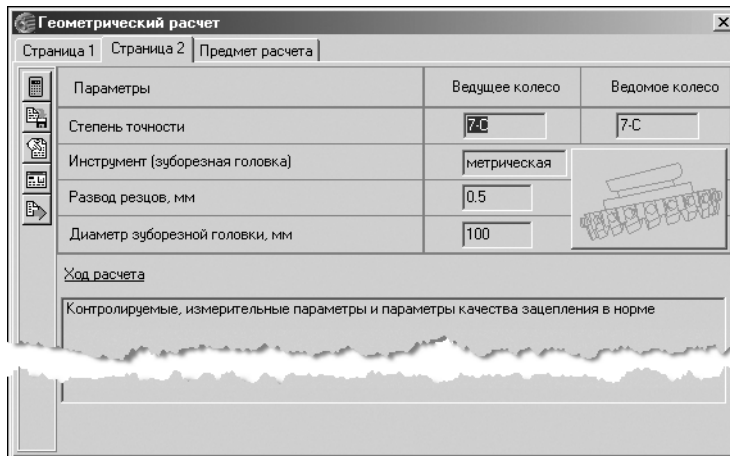 Геометрический расчет
Страница 1 Страница 2 Предмет расчета
Параметры Ведущее колесо Ведомое колесо
Степень точности 7-C 7-C
Инструмент (зуборезная головка) метрическая
Развод резцов, мм 0.5
Диаметр зуборезной головки, мм 100
Ход расчета
Контролируемые, измерительные параметры и параметры качества зацепления в норме